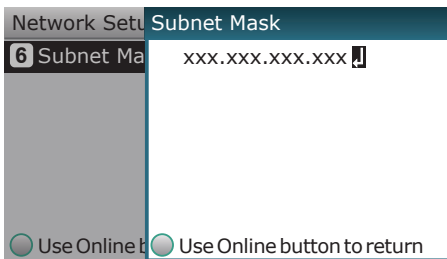 Network Setu
Subnet Mask
6 Subnet Ma
xxx.xxx.xxx.xxx
Use Online b
Use Online button to return